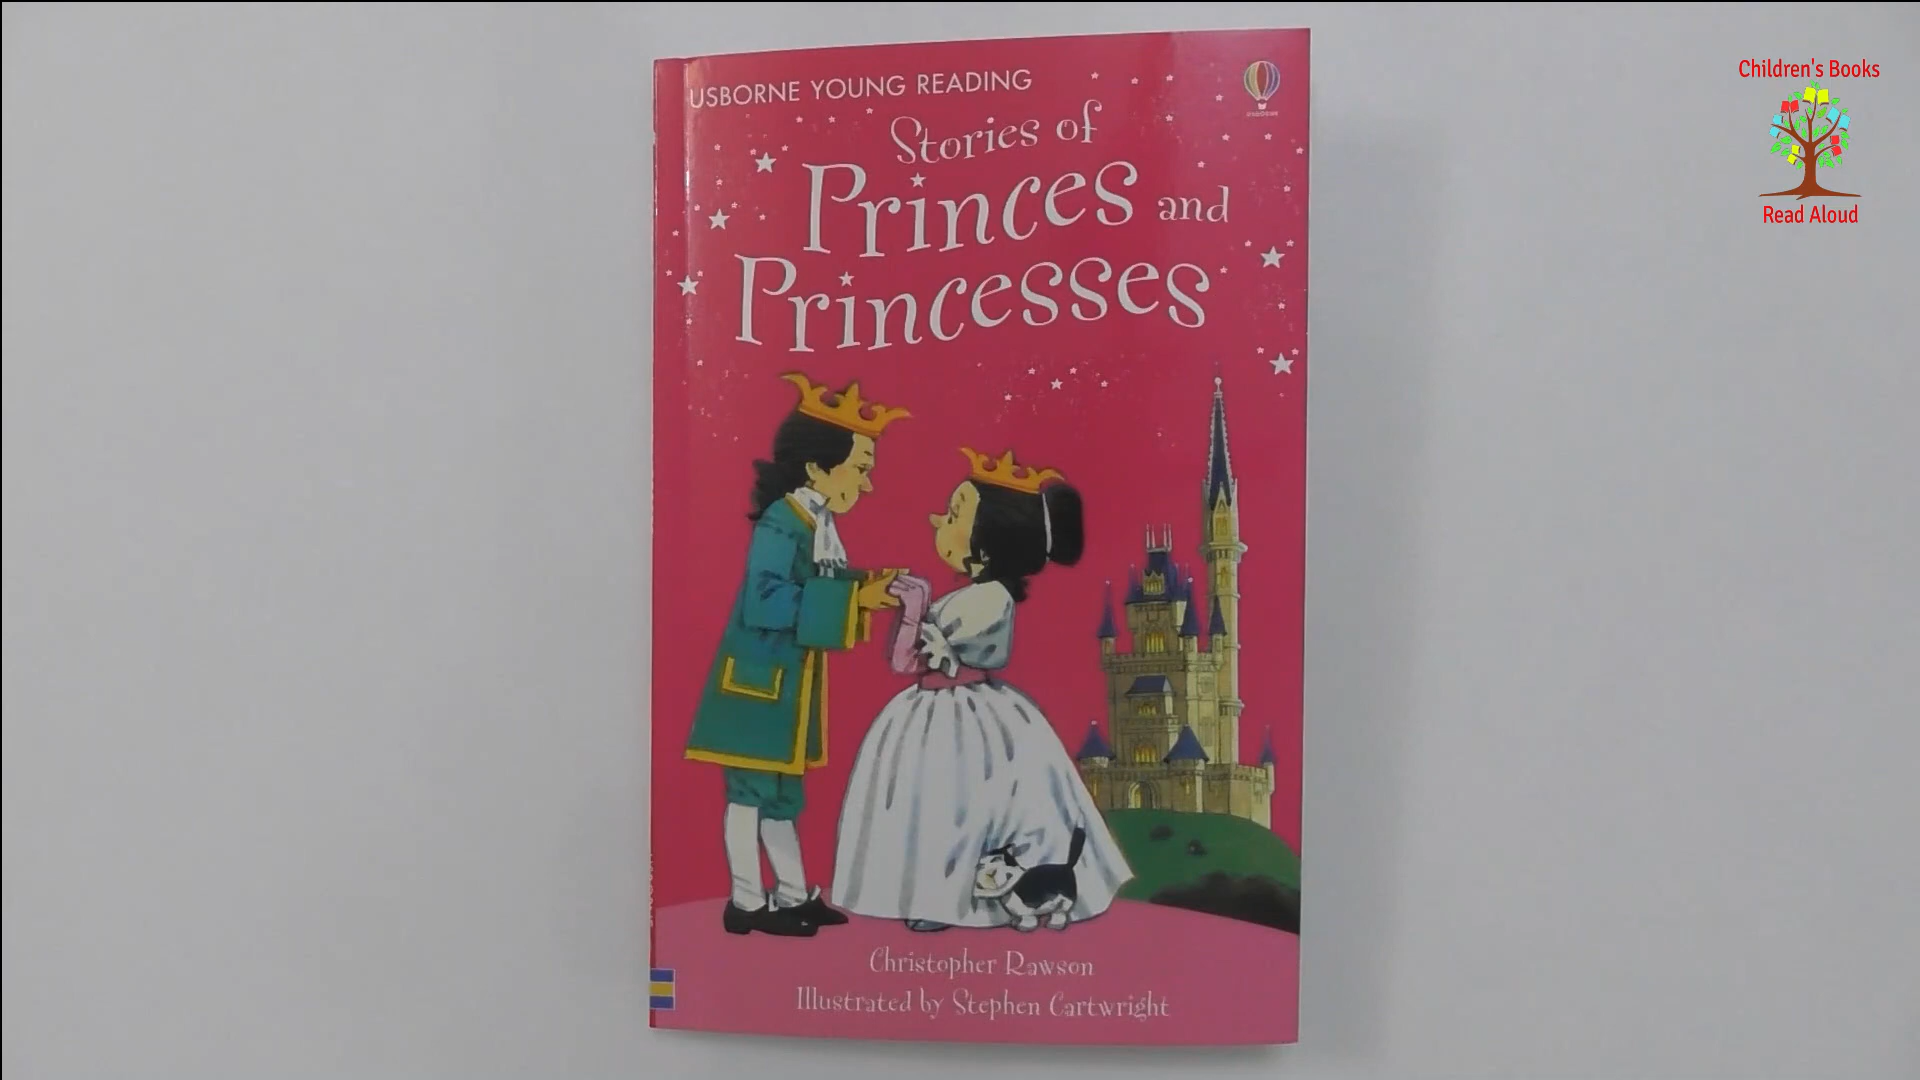 USBORNE YOUNG READING
Stories of
Princes and
Princesses
Christopher Rawson
Illustrated by Stephen Cartwright
Children's Books
Read Aloud